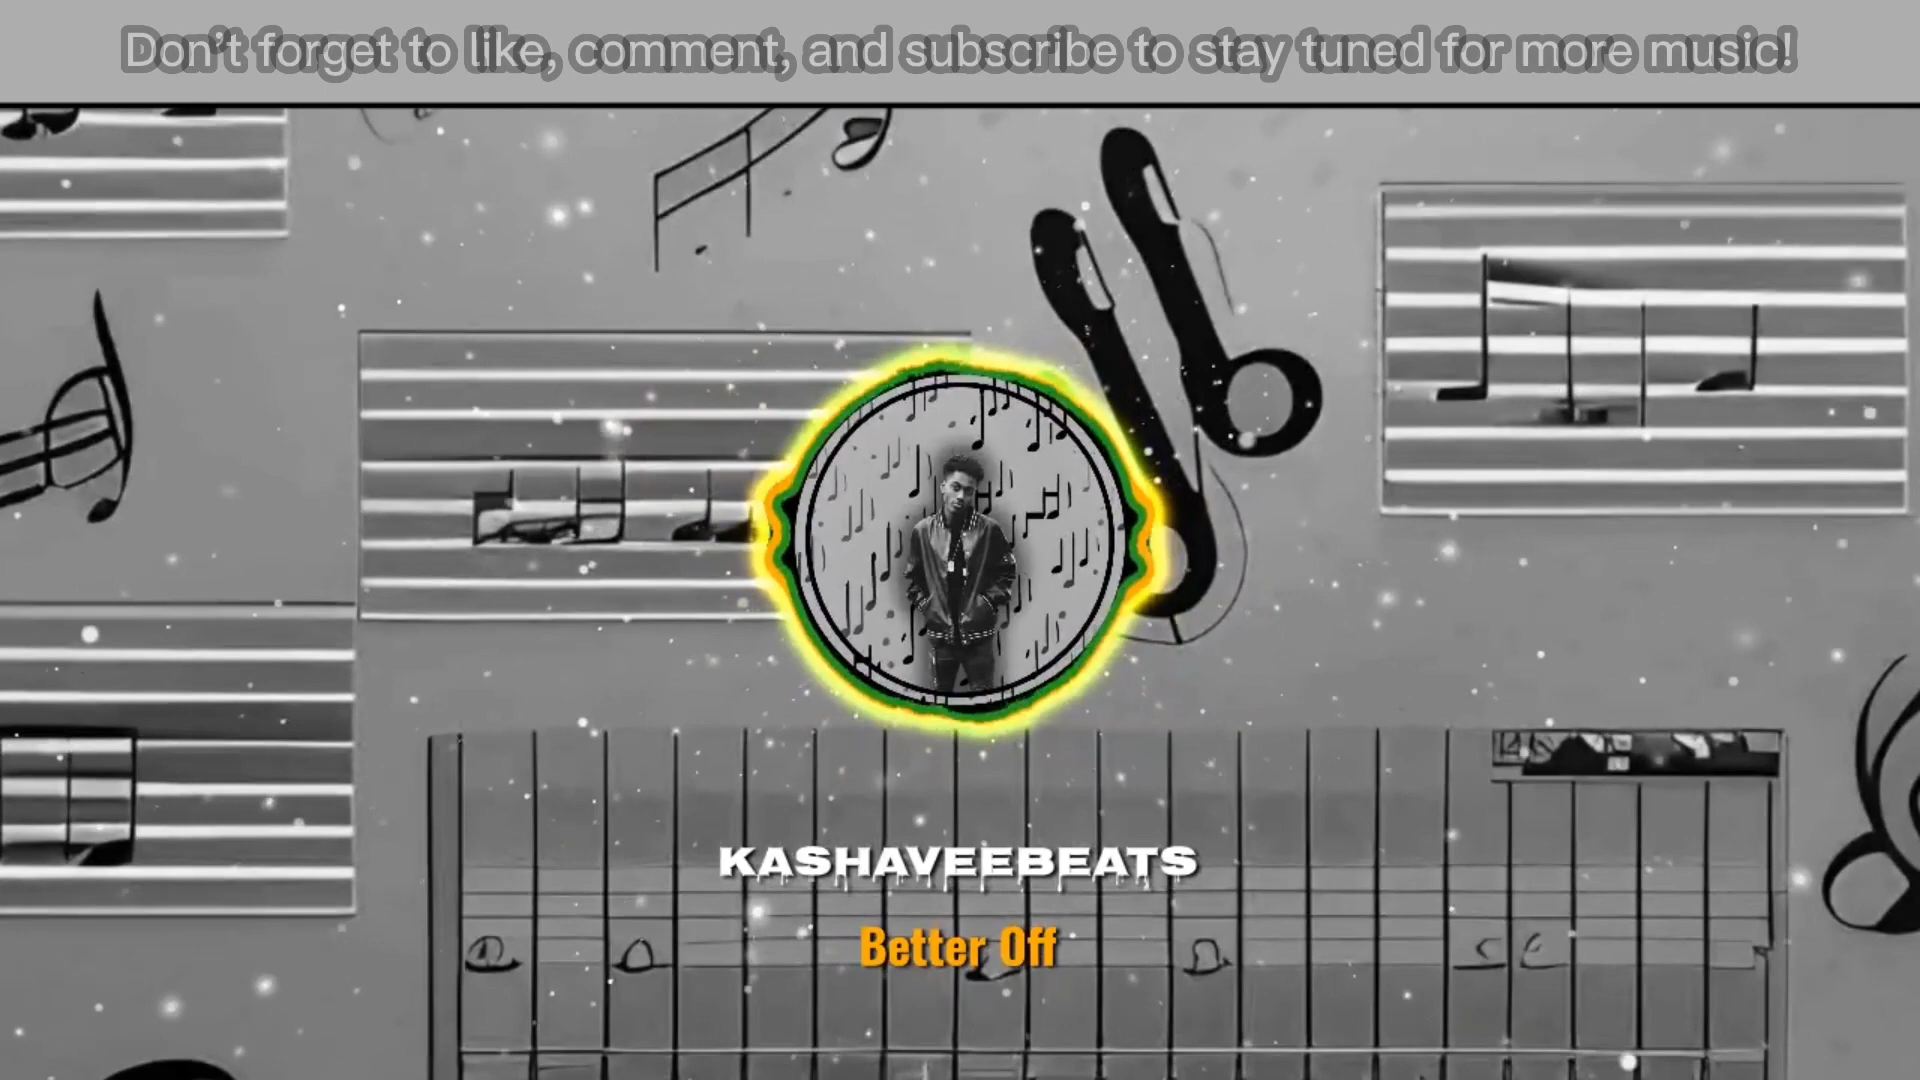 Don't forget to like, comment, and subscribe to stay tuned for more music!
KASHAVEEBEATS
Better Off